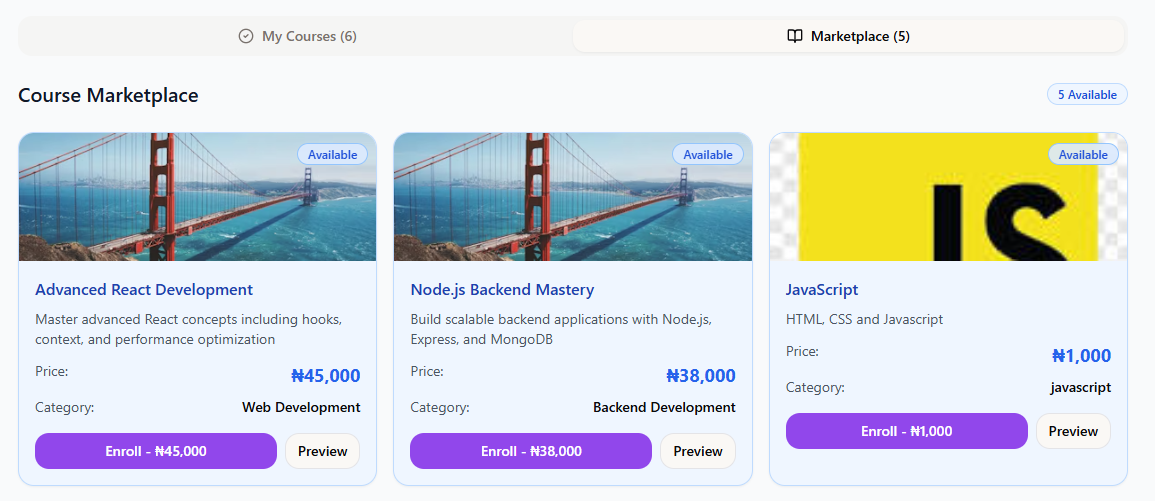 My Courses (6)
Marketplace (5)
Course Marketplace
5 Available
Available
Advanced React Development
Master advanced React concepts including hooks,
context, and performance optimization
Price:
₦45,000
Category:
Web Development
Enroll - ₦45,000
Preview
Available
Node.js Backend Mastery
Build scalable backend applications with Node.js,
Express, and MongoDB
Price:
₦38,000
Category:
Backend Development
Enroll - ₦38,000
Preview
Available
JS
JavaScript
HTML, CSS and Javascript
Price:
₦1,000
Category:
javascript
Enroll - ₦1,000
Preview